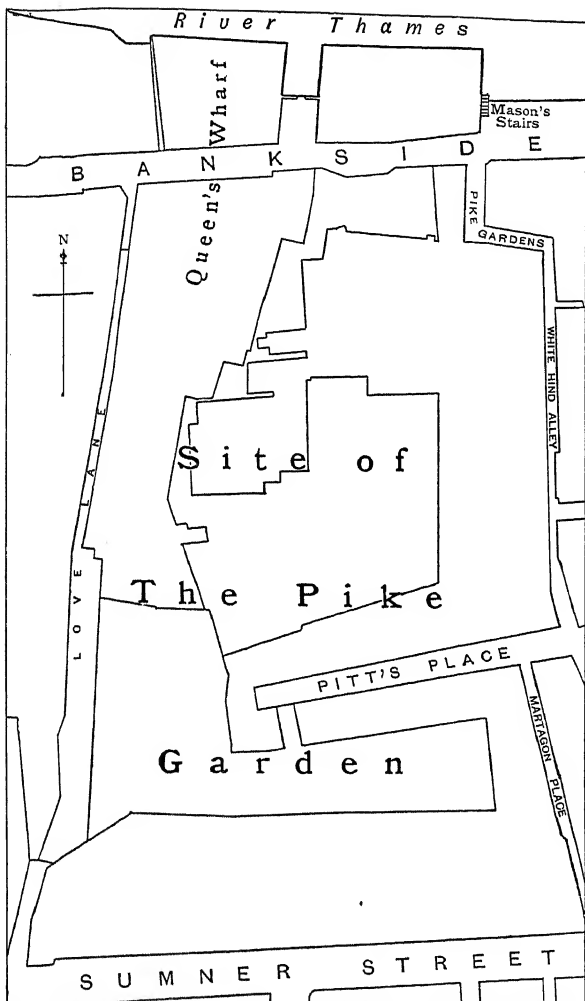 River Thames
Queen's Wharf
Mason's
Stairs
BANKSIDE
PIKE
GARDENS
N
WHITE HIND ALLEY
LOVE LANE
Site of
The Pike
PITT'S PLACE
MARTAGON PLACE
Garden
SUMNER STREET